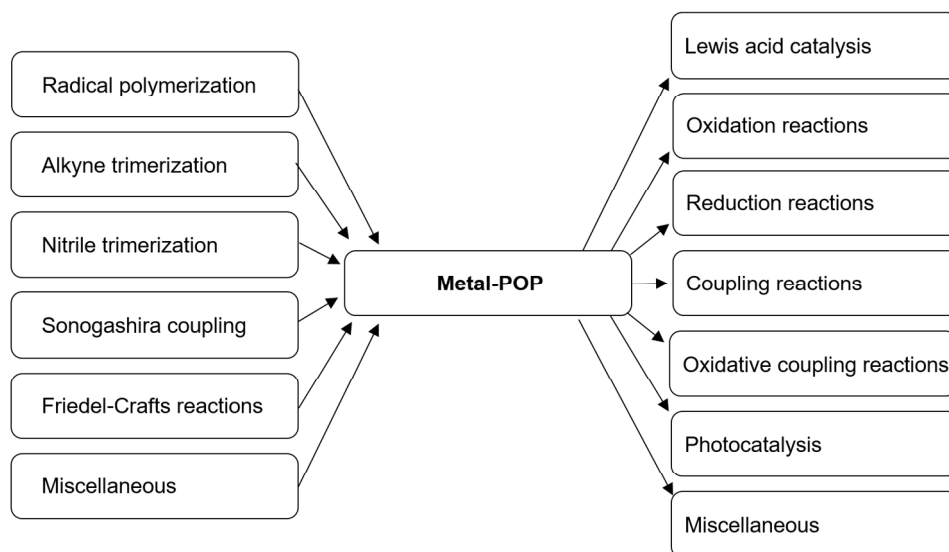 Radical polymerization
Alkyne trimerization
Nitrile trimerization
Sonogashira coupling
Friedel-Crafts reactions
Miscellaneous
Metal-POP
Lewis acid catalysis
Oxidation reactions
Reduction reactions
Coupling reactions
Oxidative coupling reactions
Photocatalysis
Miscellaneous